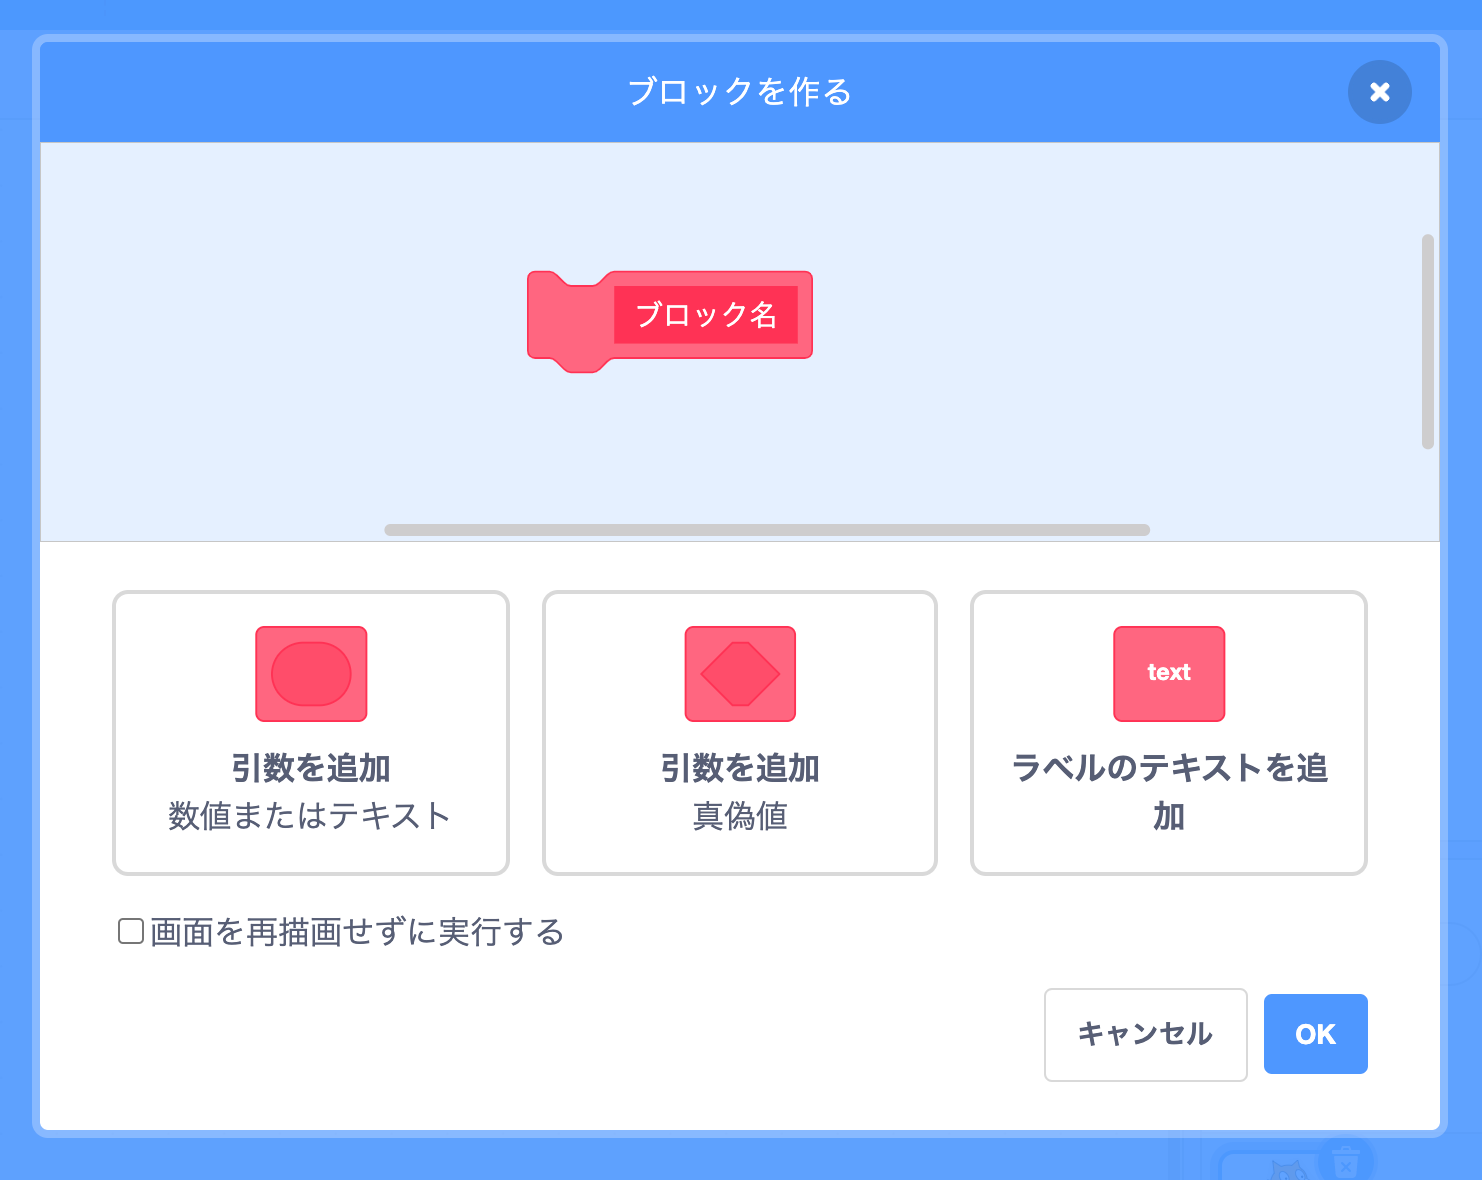 ブロックを作る
ブロック名
text
引数を追加
数値またはテキスト
引数を追加
真偽値
ラベルのテキストを追
加
画面を再描画せずに実行する
キャンセル
OK